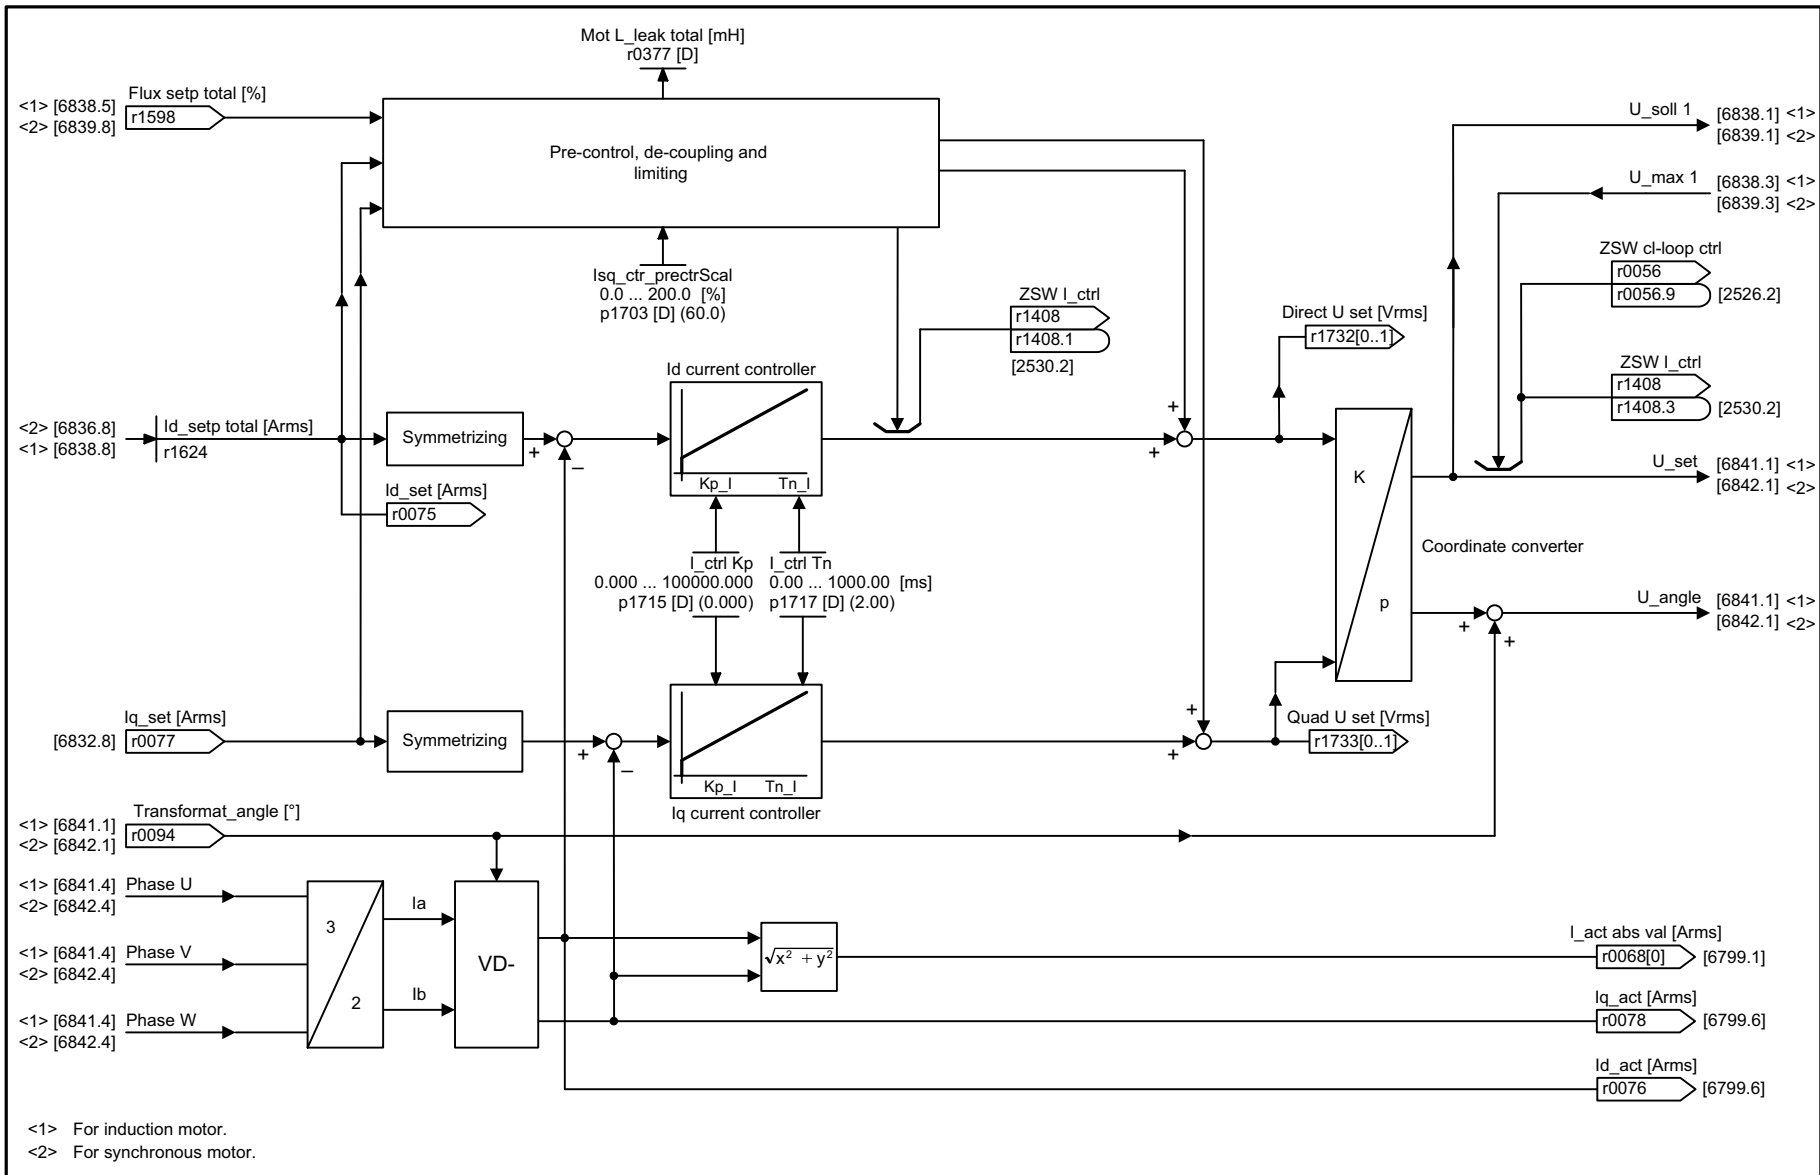 Mot L_leak total [mH]
r0377 [D]
Flux setp total [%]
<1> [6838.5]
<2> [6839.8]
r1598
Pre-control, de-coupling and
limiting
U_soll 1
[6838.1] <1>
[6839.1] <2>
U_max 1
[6838.3] <1>
[6839.3] <2>
Isq_ctr_prectrScal
0.0 ... 200.0 [%]
p1703 [D] (60.0)
ZSW I_ctrl
r1408
r1408.1
[2530.2]
ZSW cl-loop ctrl
r0056
r0056.9
[2526.2]
Direct U set [Vrms]
r1732[0..1]
ZSW I_ctrl
r1408
r1408.3
[2530.2]
<2> [6836.8]
<1> [6838.8]
Id_setp total [Arms]
r1624
Symmetrizing
+
–
Id current controller
Kp_I
Tn_I
+
+
K
p
U_set
[6841.1] <1>
[6842.1] <2>
Id_set [Arms]
r0075
Coordinate converter
I_ctrl Kp
0.000 ... 100000.000
p1715 [D] (0.000)
I_ctrl Tn
0.00 ... 1000.00 [ms]
p1717 [D] (2.00)
U_angle
[6841.1] <1>
[6842.1] <2>
+
+
Iq_set [Arms]
[6832.8]
r0077
Symmetrizing
+
–
Kp_I
Tn_I
Iq current controller
+
+
Quad U set [Vrms]
r1733[0..1]
Transformat_angle [°]
<1> [6841.1]
<2> [6842.1]
r0094
<1> [6841.4]
<2> [6842.4]
Phase U
<1> [6841.4]
<2> [6842.4]
Phase V
<1> [6841.4]
<2> [6842.4]
Phase W
3
2
Ia
Ib
VD-
√x² + y²
I_act abs val [Arms]
r0068[0]
[6799.1]
Iq_act [Arms]
r0078
[6799.6]
Id_act [Arms]
r0076
[6799.6]
<1> For induction motor.
<2> For synchronous motor.